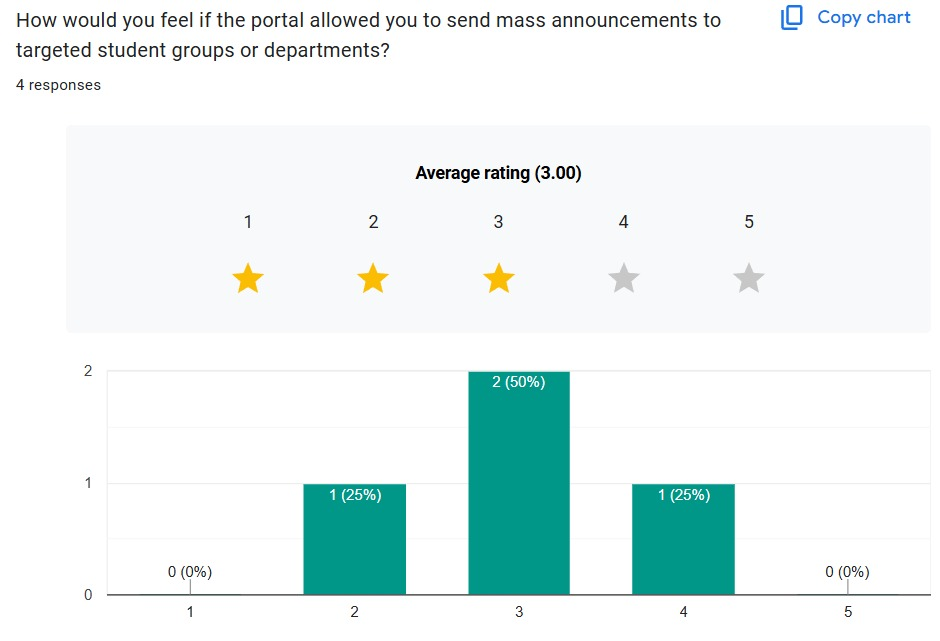 How would you feel if the portal allowed you to send mass announcements to
targeted student groups or departments?
Copy chart
4 responses
Average rating (3.00)
1 2 3 4 5
2
2 (50%)
1
1 (25%) 1 (25%)
0 (0%) 0 (0%)
0
1 2 3 4 5